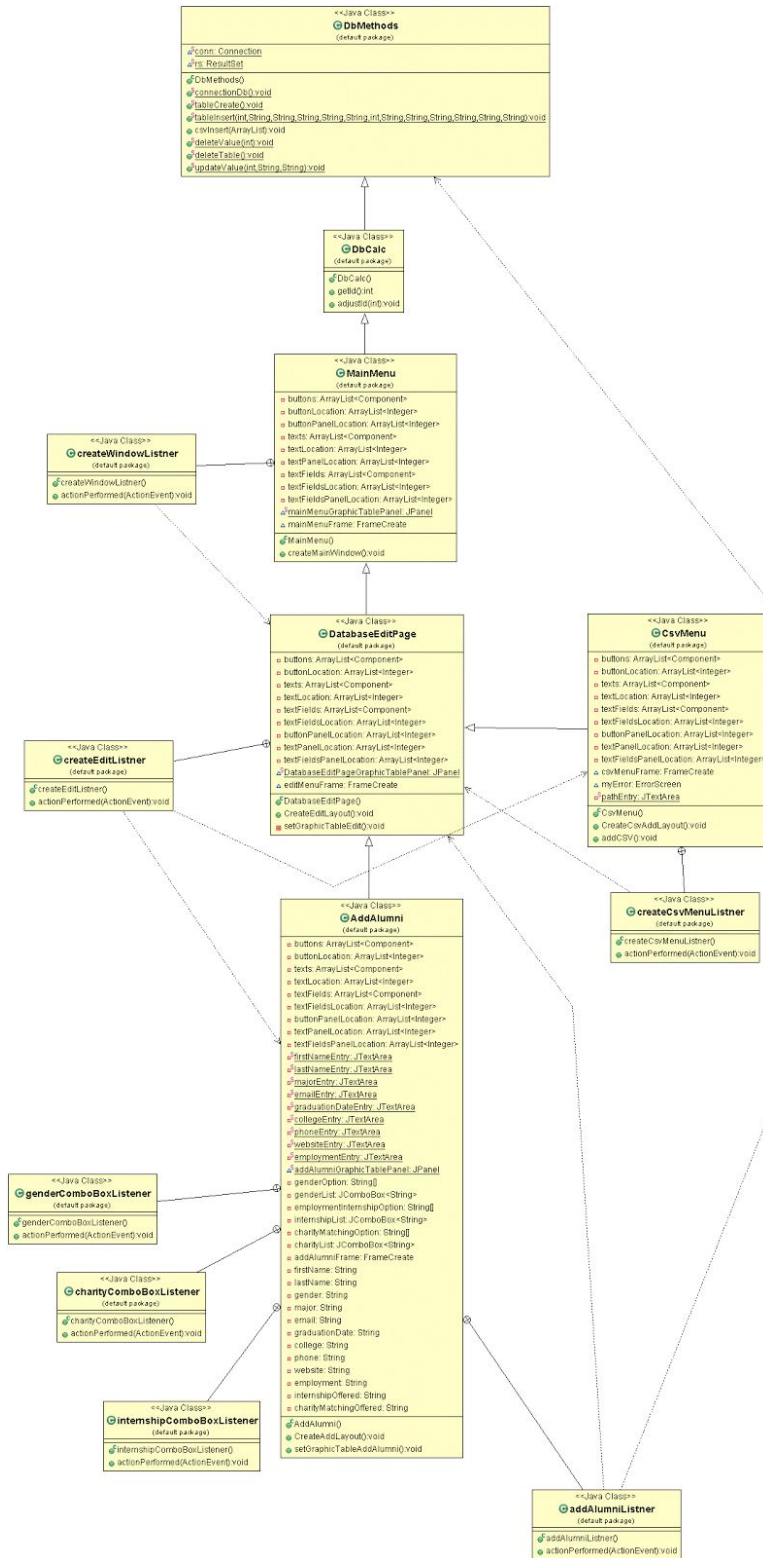 <<Java Class>>
DbMethods
(default package)
conn: Connection
rs: ResultSet
DbMethods()
connectionDb():void
tableCreate():void
tableInsert(int,String,String,String,String,String,int,String,String,String,String,String,String):void
csvInsert(ArrayList):void
deleteValue(int):void
deleteTable():void
updateValue(int,String,String):void
<<Java Class>>
DbCalc
(default package)
DbCalc()
getId():int
adjustId(int):void
<<Java Class>>
MainMenu
(default package)
buttons: ArrayList<Component>
buttonLocation: ArrayList<Integer>
buttonPanelLocation: ArrayList<Integer>
texts: ArrayList<Component>
textLocation: ArrayList<Integer>
textPanelLocation: ArrayList<Integer>
textFields: ArrayList<Component>
textFieldsLocation: ArrayList<Integer>
textFieldsPanelLocation: ArrayList<Integer>
mainMenuGraphicTablePanel: JPanel
mainMenuFrame: FrameCreate
MainMenu()
createMainWindow():void
<<Java Class>>
createWindowListner
(default package)
createWindowListner()
actionPerformed(ActionEvent):void
<<Java Class>>
DatabaseEditPage
(default package)
buttons: ArrayList<Component>
buttonLocation: ArrayList<Integer>
texts: ArrayList<Component>
textLocation: ArrayList<Integer>
textFields: ArrayList<Component>
textFieldsLocation: ArrayList<Integer>
buttonPanelLocation: ArrayList<Integer>
textPanelLocation: ArrayList<Integer>
textFieldsPanelLocation: ArrayList<Integer>
DatabaseEditPageGraphicTablePanel: JPanel
editMenuFrame: FrameCreate
DatabaseEditPage()
CreateEditLayout():void
setGraphicTableEdit():void
<<Java Class>>
CsvMenu
(default package)
buttons: ArrayList<Component>
buttonLocation: ArrayList<Integer>
texts: ArrayList<Component>
textLocation: ArrayList<Integer>
textFields: ArrayList<Component>
textFieldsLocation: ArrayList<Integer>
buttonPanelLocation: ArrayList<Integer>
textPanelLocation: ArrayList<Integer>
textFieldsPanelLocation: ArrayList<Integer>
csvMenuFrame: FrameCreate
myError: ErrorScreen
pathEntry: JTextArea
CsvMenu()
CreateCsvAddLayout():void
addCSV():void
<<Java Class>>
createEditListner
(default package)
createEditListner()
actionPerformed(ActionEvent):void
<<Java Class>>
createCsvMenuListner
(default package)
createCsvMenuListner()
actionPerformed(ActionEvent):void
<<Java Class>>
AddAlumni
(default package)
buttons: ArrayList<Component>
buttonLocation: ArrayList<Integer>
texts: ArrayList<Component>
textLocation: ArrayList<Integer>
textFields: ArrayList<Component>
textFieldsLocation: ArrayList<Integer>
buttonPanelLocation: ArrayList<Integer>
textPanelLocation: ArrayList<Integer>
textFieldsPanelLocation: ArrayList<Integer>
firstNameEntry: JTextArea
lastNameEntry: JTextArea
majorEntry: JTextArea
emailEntry: JTextArea
graduationDateEntry: JTextArea
collegeEntry: JTextArea
phoneEntry: JTextArea
websiteEntry: JTextArea
employmentEntry: JTextArea
addAlumniGraphicTablePanel: JPanel
genderOption: String[]
genderList: JComboBox<String>
employmentInternshipOption: String[]
internshipList: JComboBox<String>
charityMatchingOption: String[]
charityList: JComboBox<String>
addAlumniFrame: FrameCreate
firstName: String
lastName: String
gender: String
major: String
email: String
graduationDate: String
college: String
phone: String
website: String
employment: String
internshipOffered: String
charityMatchingOffered: String
AddAlumni()
CreateAddLayout():void
setGraphicTableAddAlumni():void
<<Java Class>>
genderComboBoxListener
(default package)
genderComboBoxListener()
actionPerformed(ActionEvent):void
<<Java Class>>
charityComboBoxListener
(default package)
charityComboBoxListener()
actionPerformed(ActionEvent):void
<<Java Class>>
internshipComboBoxListener
(default package)
internshipComboBoxListener()
actionPerformed(ActionEvent):void
<<Java Class>>
addAlumniListner
(default package)
addAlumniListner()
actionPerformed(ActionEvent):void